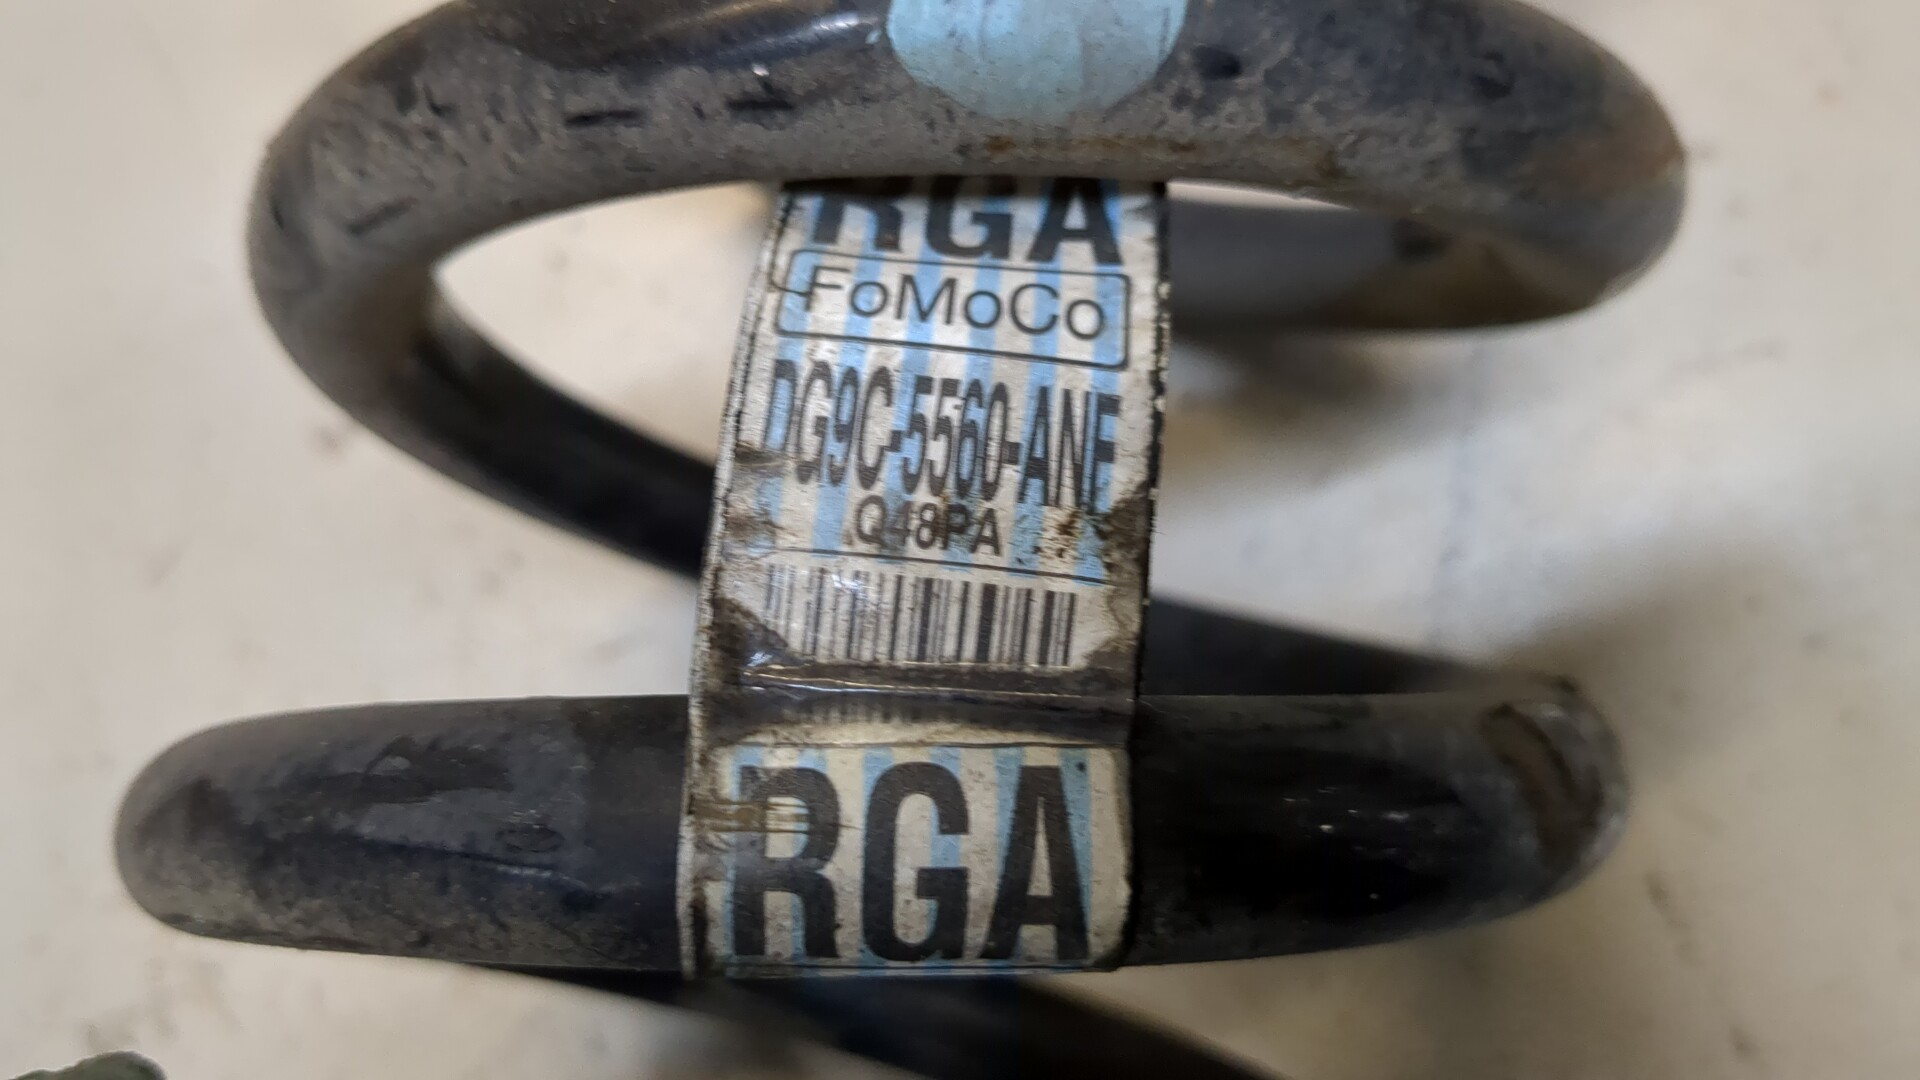 RGA
FoMoCo
DG9C-5560-ANE
Q48PA
RGA